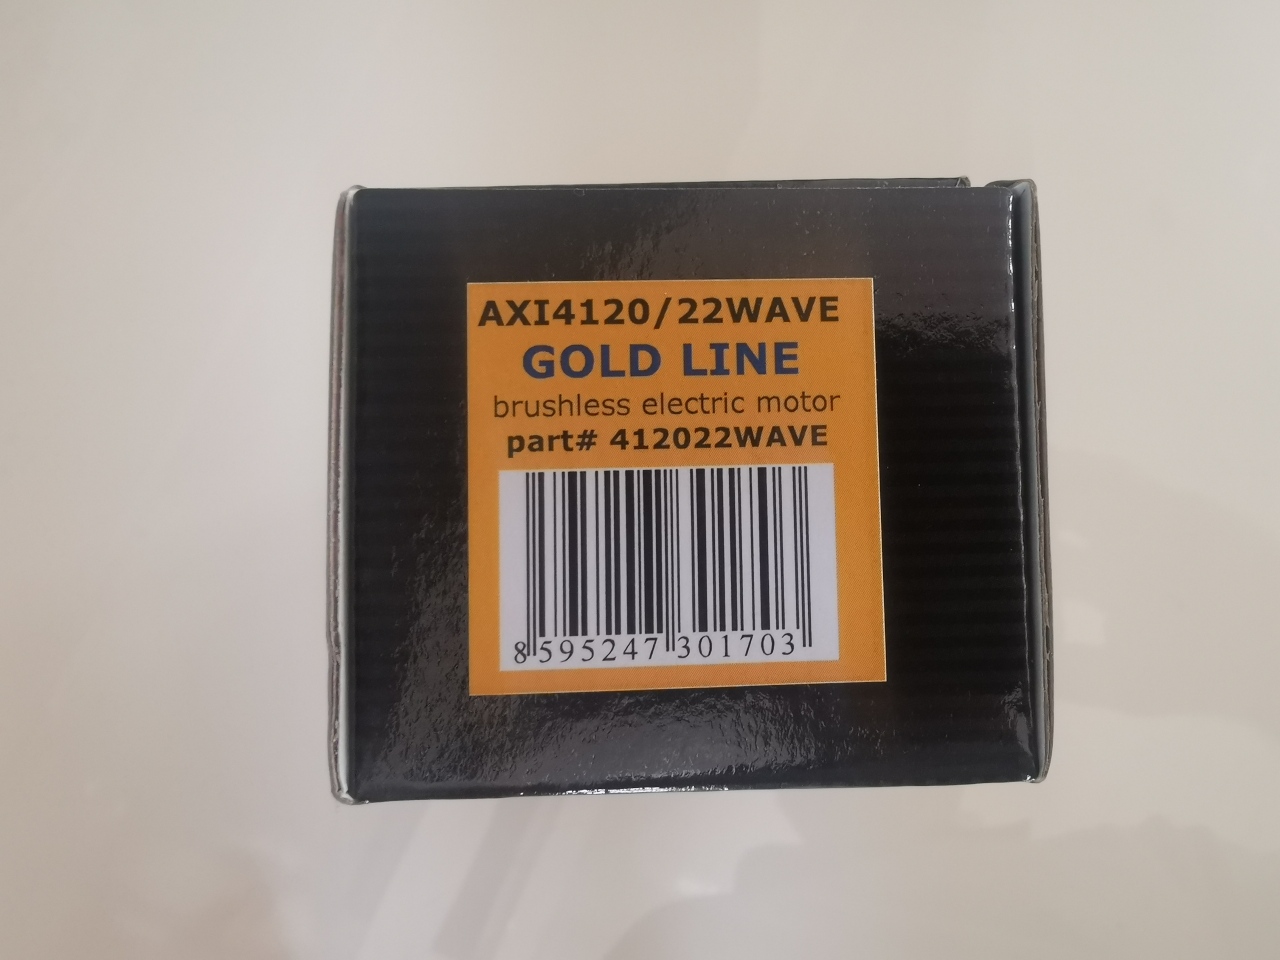 AXI4120/22WAVE
GOLD LINE
brushless electric motor
part# 412022WAVE
8 595247 301703